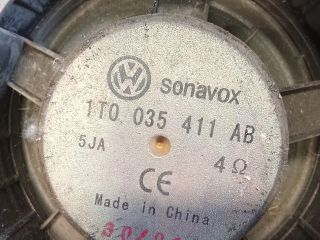 sonavox
1T0 035 411 AB
5JA 4Ω
CE
Made in China